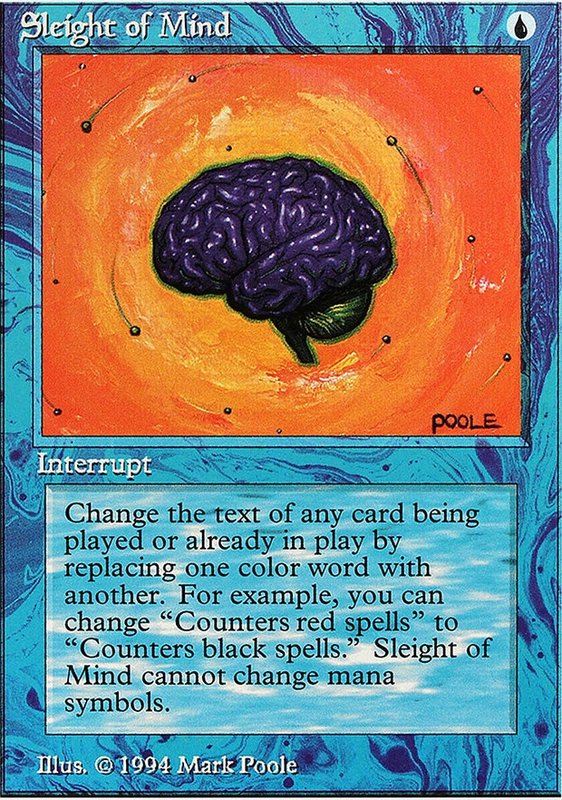 Sleight of Mind
POOLE
Interrupt
Change the text of any card being
played or already in play by
replacing one color word with
another. For example, you can
change “Counters red spells” to
“Counters black spells.” Sleight of
Mind cannot change mana
symbols.
Illus. © 1994 Mark Poole